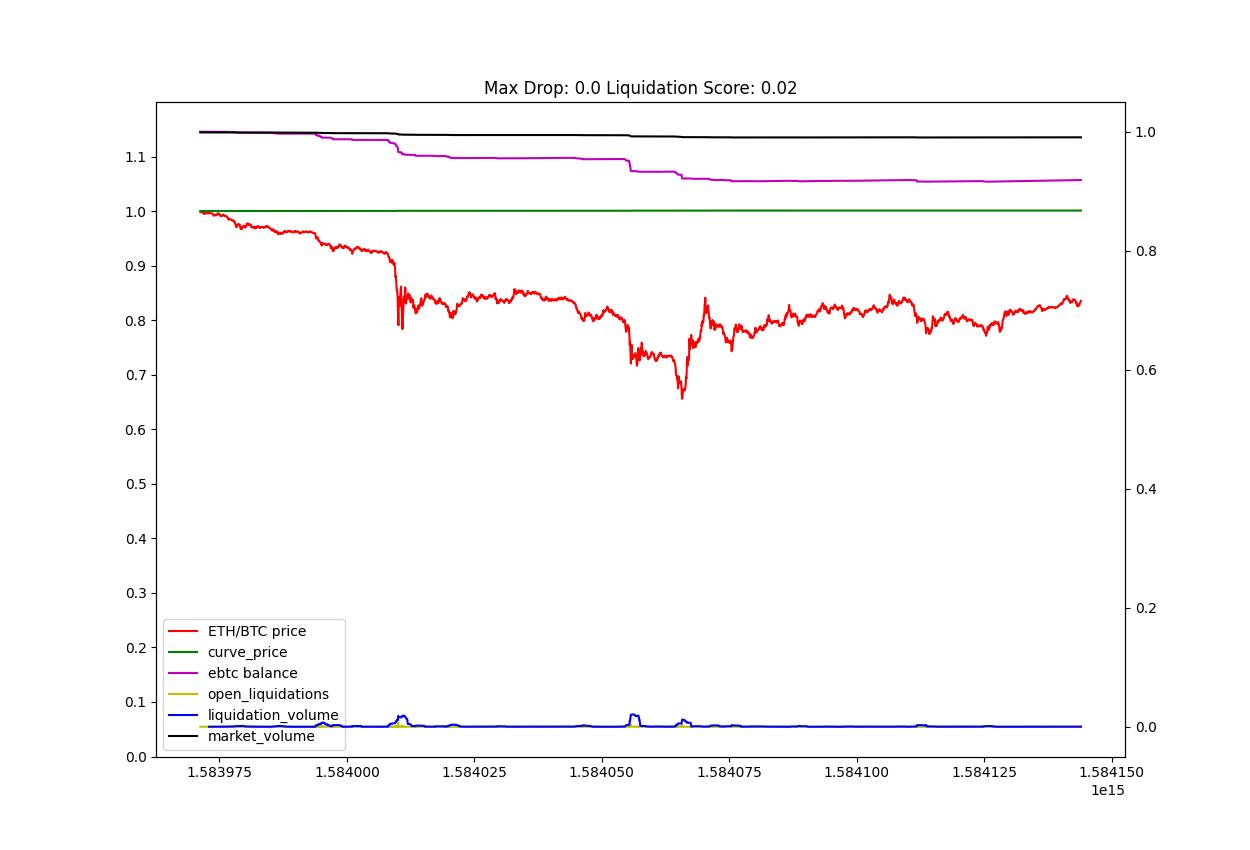 Max Drop: 0.0 Liquidation Score: 0.02
1.1
1.0
0.9
0.8
0.7
0.6
0.5
0.4
0.3
0.2
0.1
0.0
1.0
0.8
0.6
0.4
0.2
0.0
ETH/BTC price
curve_price
ebtc balance
open_liquidations
liquidation_volume
market_volume
1.583975 1.584000 1.584025 1.584050 1.584075 1.584100 1.584125 1.584150
1e15